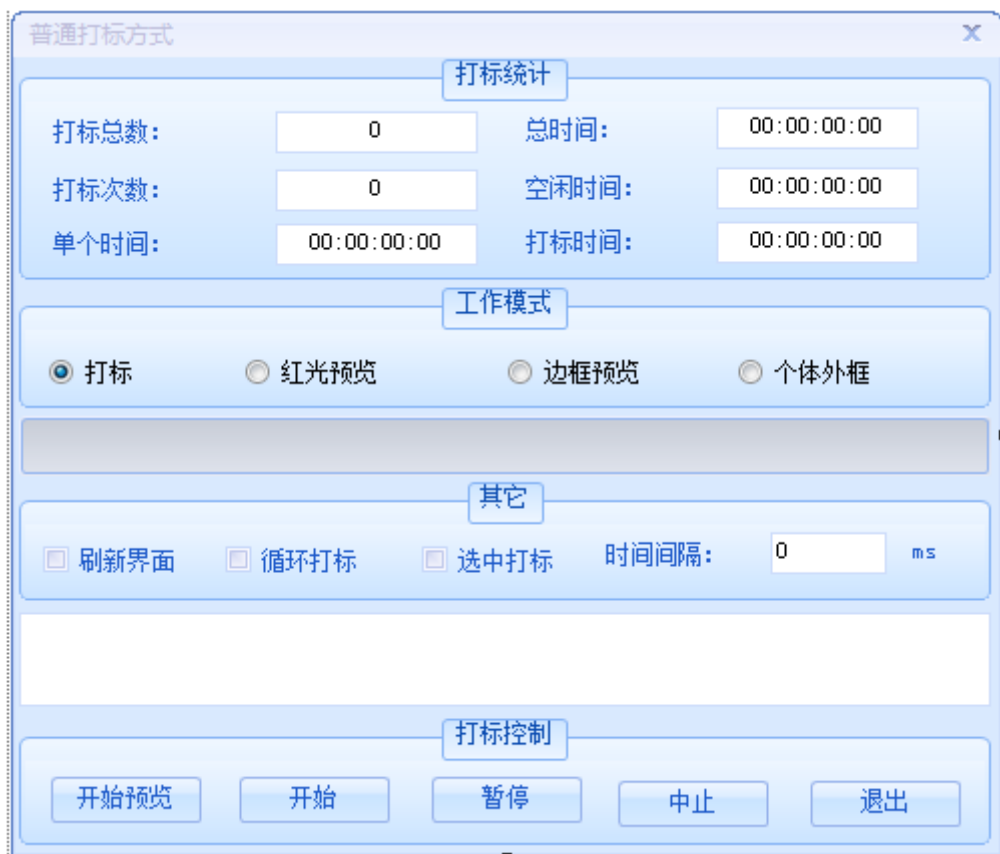 普通打标方式 X
打标统计
打标总数: 0 总时间: 00:00:00:00
打标次数: 0 空闲时间: 00:00:00:00
单个时间: 00:00:00:00 打标时间: 00:00:00:00
工作模式
打标 红光预览 边框预览 个体外框
其它
刷新界面 循环打标 选中打标 时间间隔: 0 ms
打标控制
开始预览 开始 暂停 中止 退出